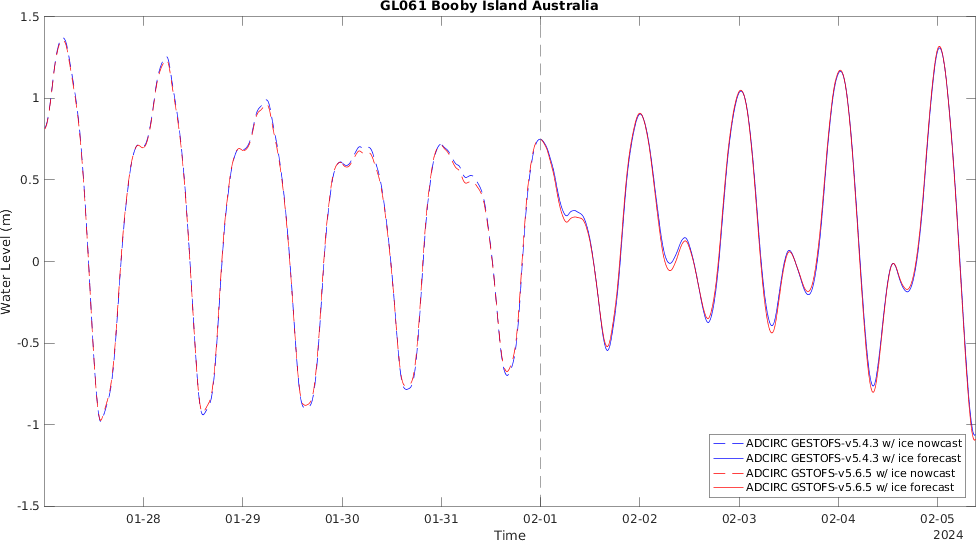 GL061 Booby Island Australia
1.5
1
0.5
0
-0.5
-1
-1.5
Water Level (m)
01-28
01-29
01-30
01-31
02-01
02-02
02-03
02-04
02-05
Time
2024
ADCIRC GESTOFS-v5.4.3 w/ ice nowcast
ADCIRC GESTOFS-v5.4.3 w/ ice forecast
ADCIRC GSTOFS-v5.6.5 w/ ice nowcast
ADCIRC GSTOFS-v5.6.5 w/ ice forecast